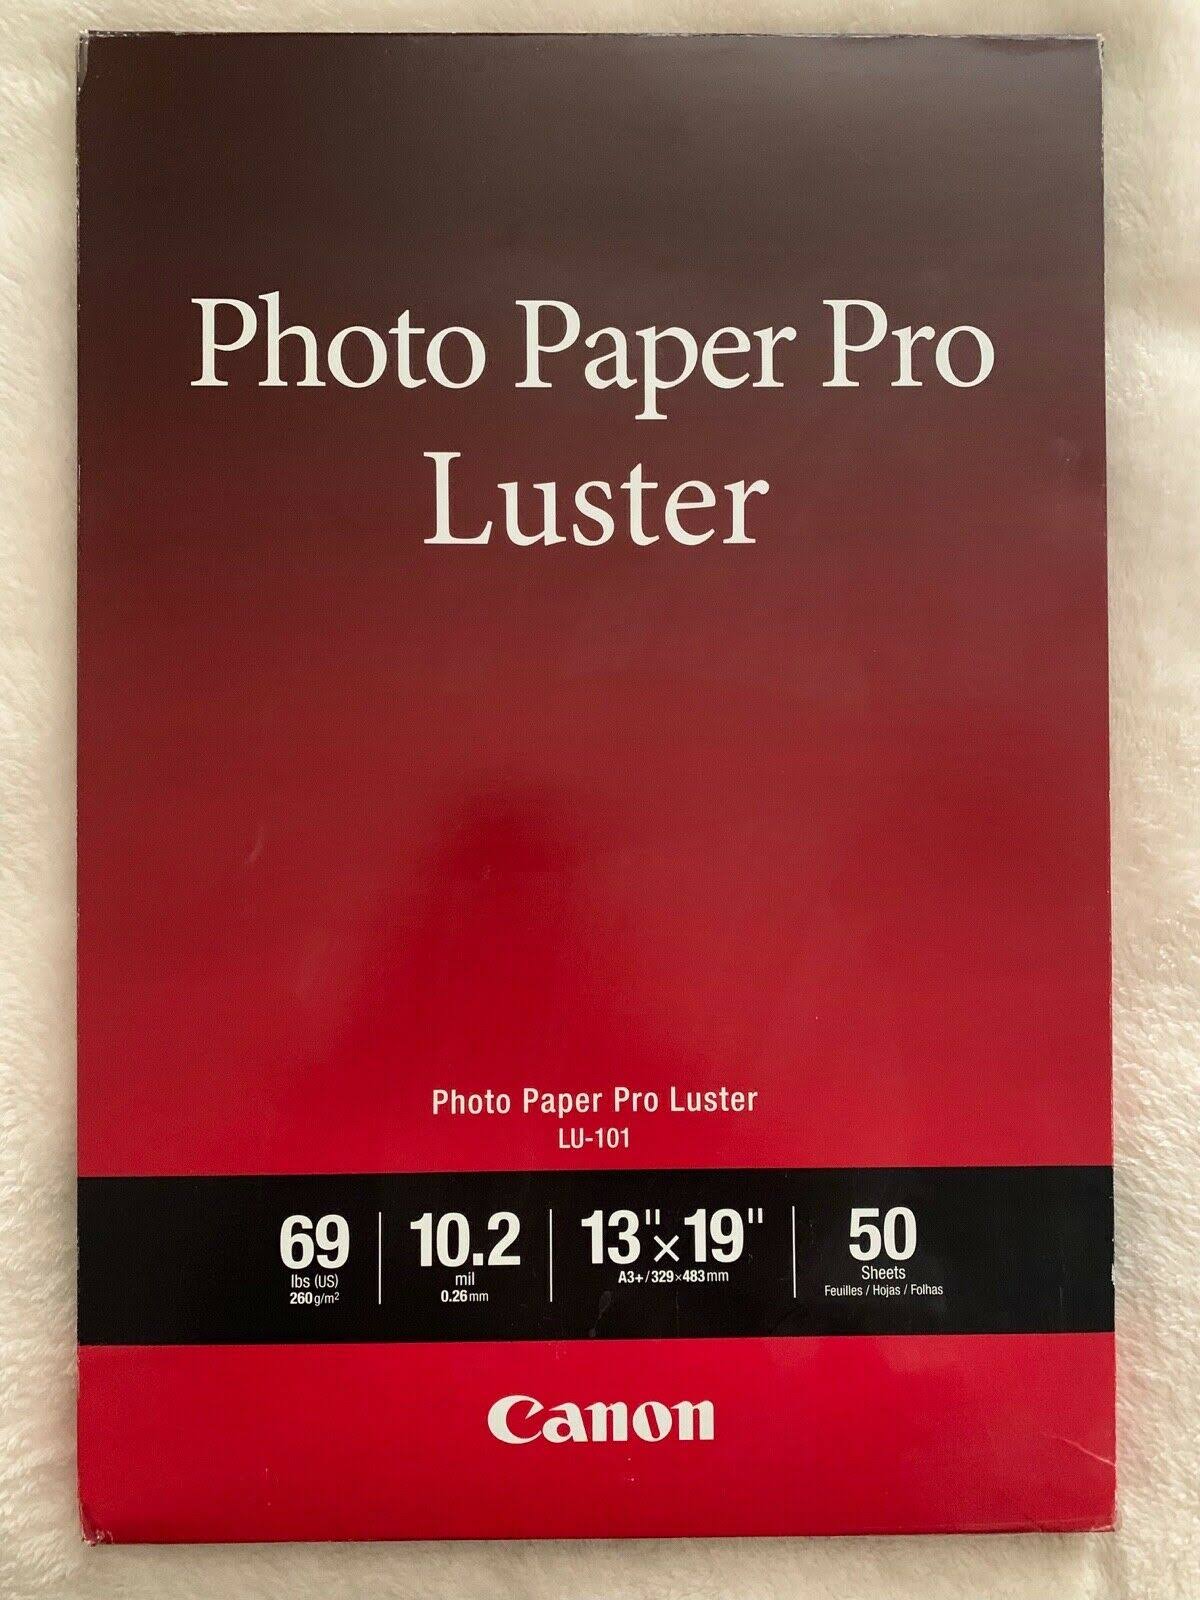 Photo Paper Pro
Luster
Photo Paper Pro Luster
LU-101
69
lbs (US)
260 g/m²
10.2
mil
0.26 mm
13"×19"
A3+/329×483 mm
50
Sheets
Feuilles / Hojas / Folhas
Canon